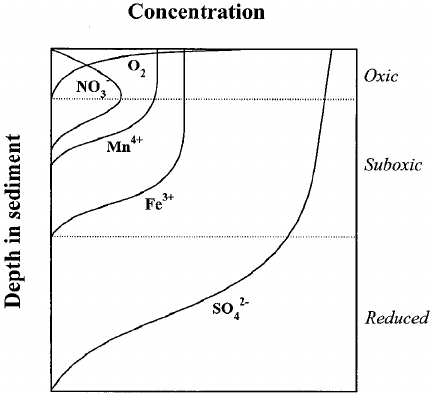 Concentration
Depth in sediment
O₂
NO₃⁻
Mn⁴⁺
Fe³⁺
SO₄²⁻
Oxic
Suboxic
Reduced